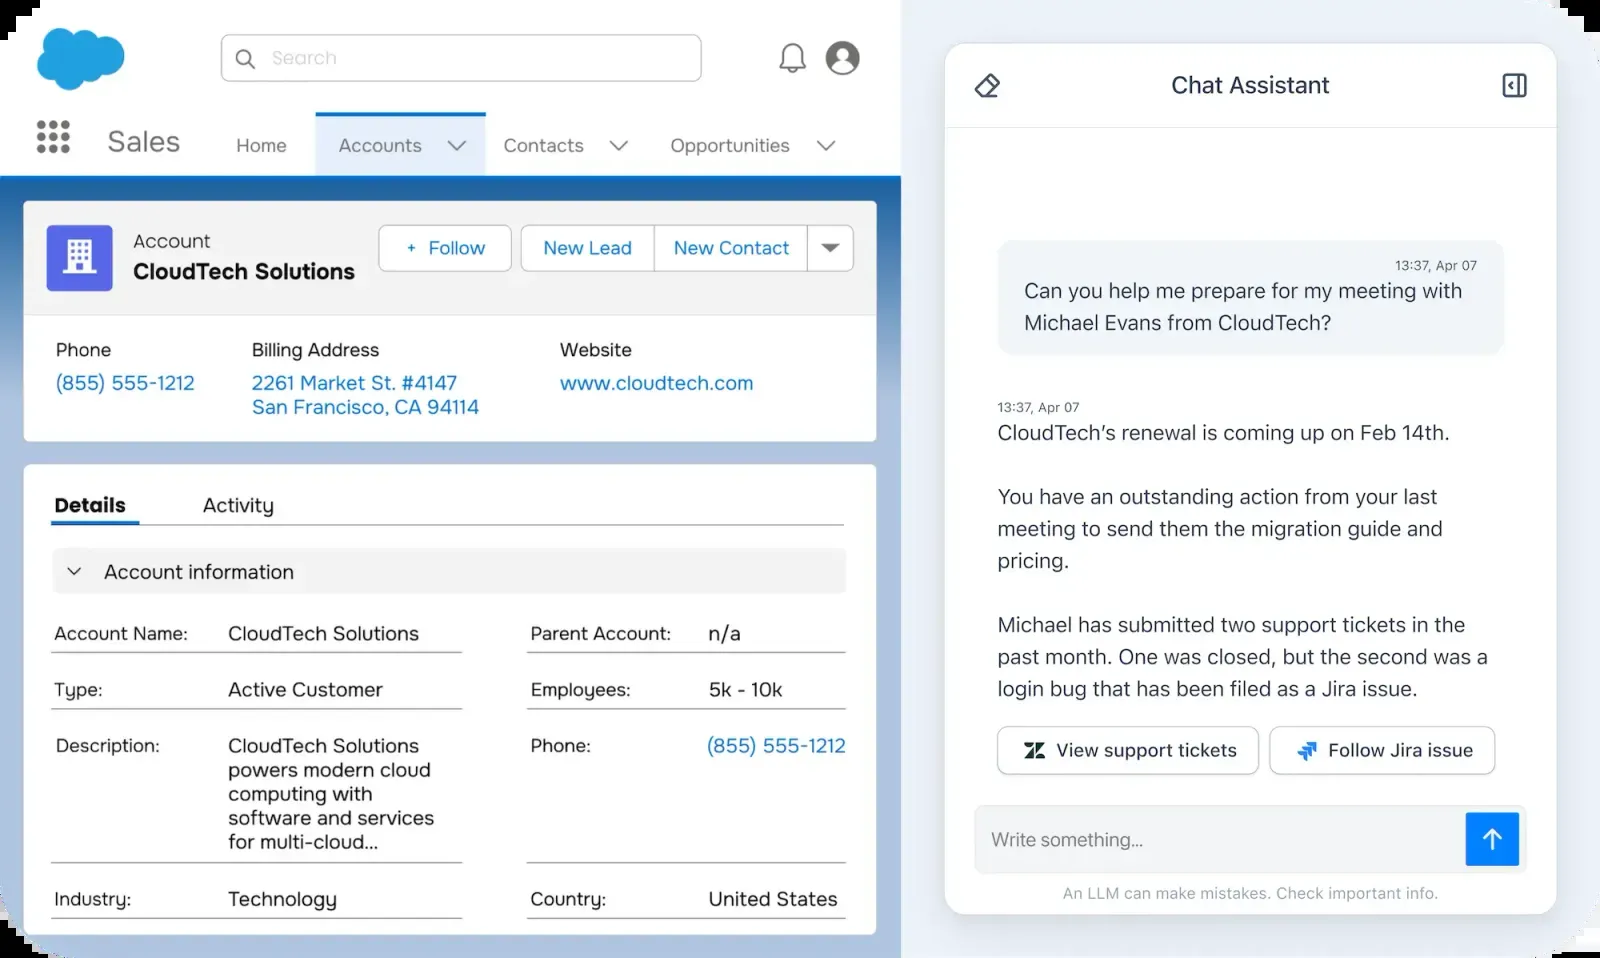 Search
Sales
Home
Accounts
Contacts
Opportunities
Account
CloudTech Solutions
+ Follow
New Lead
New Contact
Phone
(855) 555-1212
Billing Address
2261 Market St. #4147
San Francisco, CA 94114
Website
www.cloudtech.com
Details
Activity
Account information
Account Name:
CloudTech Solutions
Parent Account:
n/a
Type:
Active Customer
Employees:
5k - 10k
Description:
CloudTech Solutions
powers modern cloud
computing with
software and services
for multi-cloud...
Phone:
(855) 555-1212
Industry:
Technology
Country:
United States
Chat Assistant
13:37, Apr 07
Can you help me prepare for my meeting with
Michael Evans from CloudTech?
13:37, Apr 07
CloudTech’s renewal is coming up on Feb 14th.
You have an outstanding action from your last
meeting to send them the migration guide and
pricing.
Michael has submitted two support tickets in the
past month. One was closed, but the second was a
login bug that has been filed as a Jira issue.
View support tickets
Follow Jira issue
Write something...
An LLM can make mistakes. Check important info.